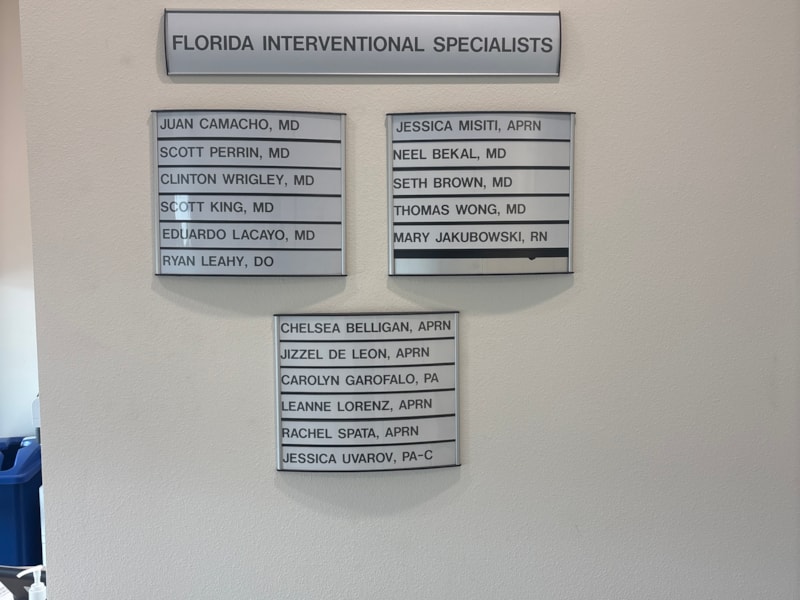 FLORIDA INTERVENTIONAL SPECIALISTS
JUAN CAMACHO, MD
SCOTT PERRIN, MD
CLINTON WRIGLEY, MD
SCOTT KING, MD
EDUARDO LACAYO, MD
RYAN LEAHY, DO
JESSICA MISITI, APRN
NEEL BEKAL, MD
SETH BROWN, MD
THOMAS WONG, MD
MARY JAKUBOWSKI, RN
CHELSEA BELLIGAN, APRN
JIZZEL DE LEON, APRN
CAROLYN GAROFALO, PA
LEANNE LORENZ, APRN
RACHEL SPATA, APRN
JESSICA UVAROV, PA-C